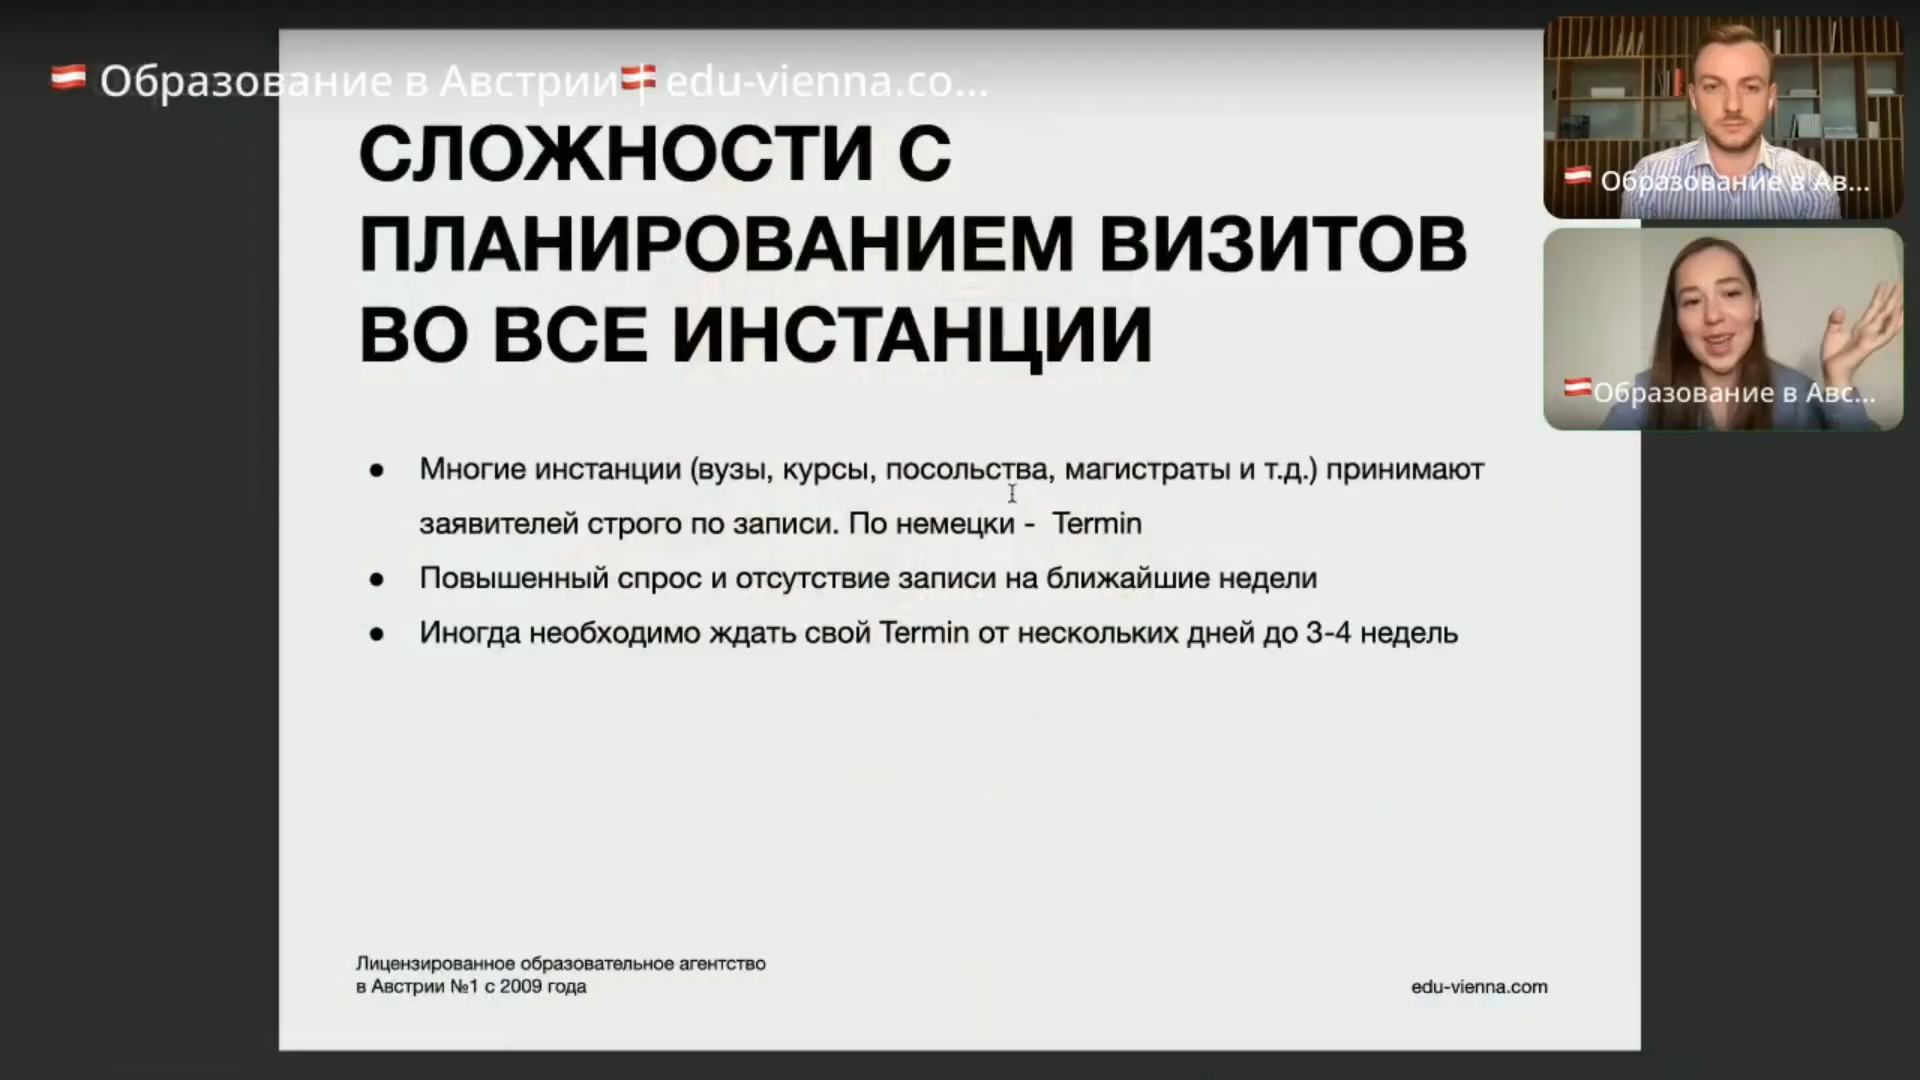 Образование в Австрии | edu-vienna.co...
СЛОЖНОСТИ С
ПЛАНИРОВАНИЕМ ВИЗИТОВ
ВО ВСЕ ИНСТАНЦИИ
Образование в Ав...
Образование в Авс...
● Многие инстанции (вузы, курсы, посольства, магистраты и т.д.) принимают
заявителей строго по записи. По немецки - Termin
● Повышенный спрос и отсутствие записи на ближайшие недели
● Иногда необходимо ждать свой Termin от нескольких дней до 3-4 недель
Лицензированное образовательное агентство
в Австрии №1 с 2009 года
edu-vienna.com